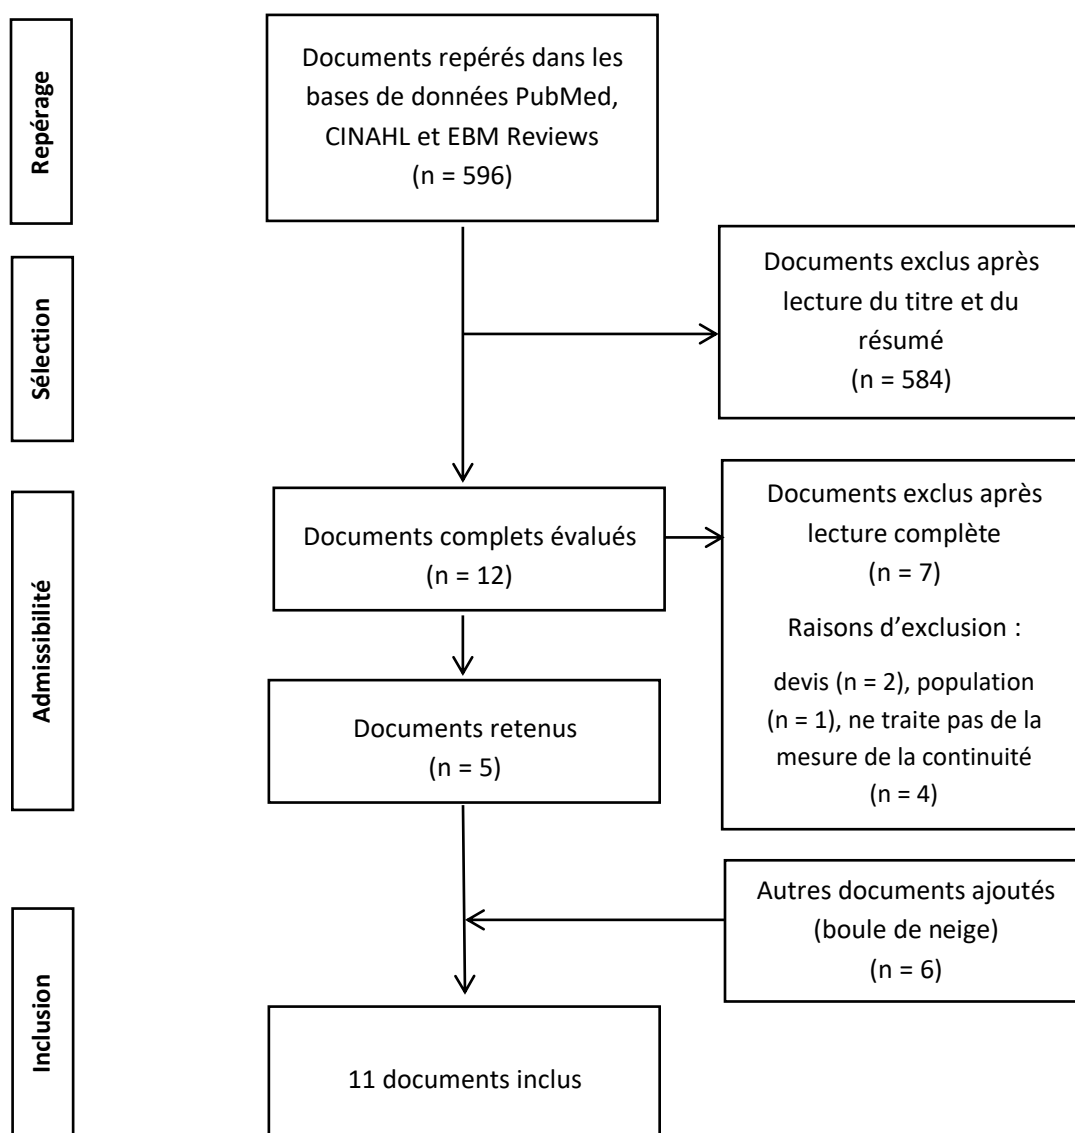 Repérage
Documents repérés dans les
bases de données PubMed,
CINAHL et EBM Reviews
(n = 596)
Sélection
Documents exclus après
lecture du titre et du
résumé
(n = 584)
Admissibilité
Documents complets évalués
(n = 12)
Documents exclus après
lecture complète
(n = 7)
Raisons d’exclusion :
devis (n = 2), population
(n = 1), ne traite pas de la
mesure de la continuité
(n = 4)
Documents retenus
(n = 5)
Autres documents ajoutés
(boule de neige)
(n = 6)
Inclusion
11 documents inclus